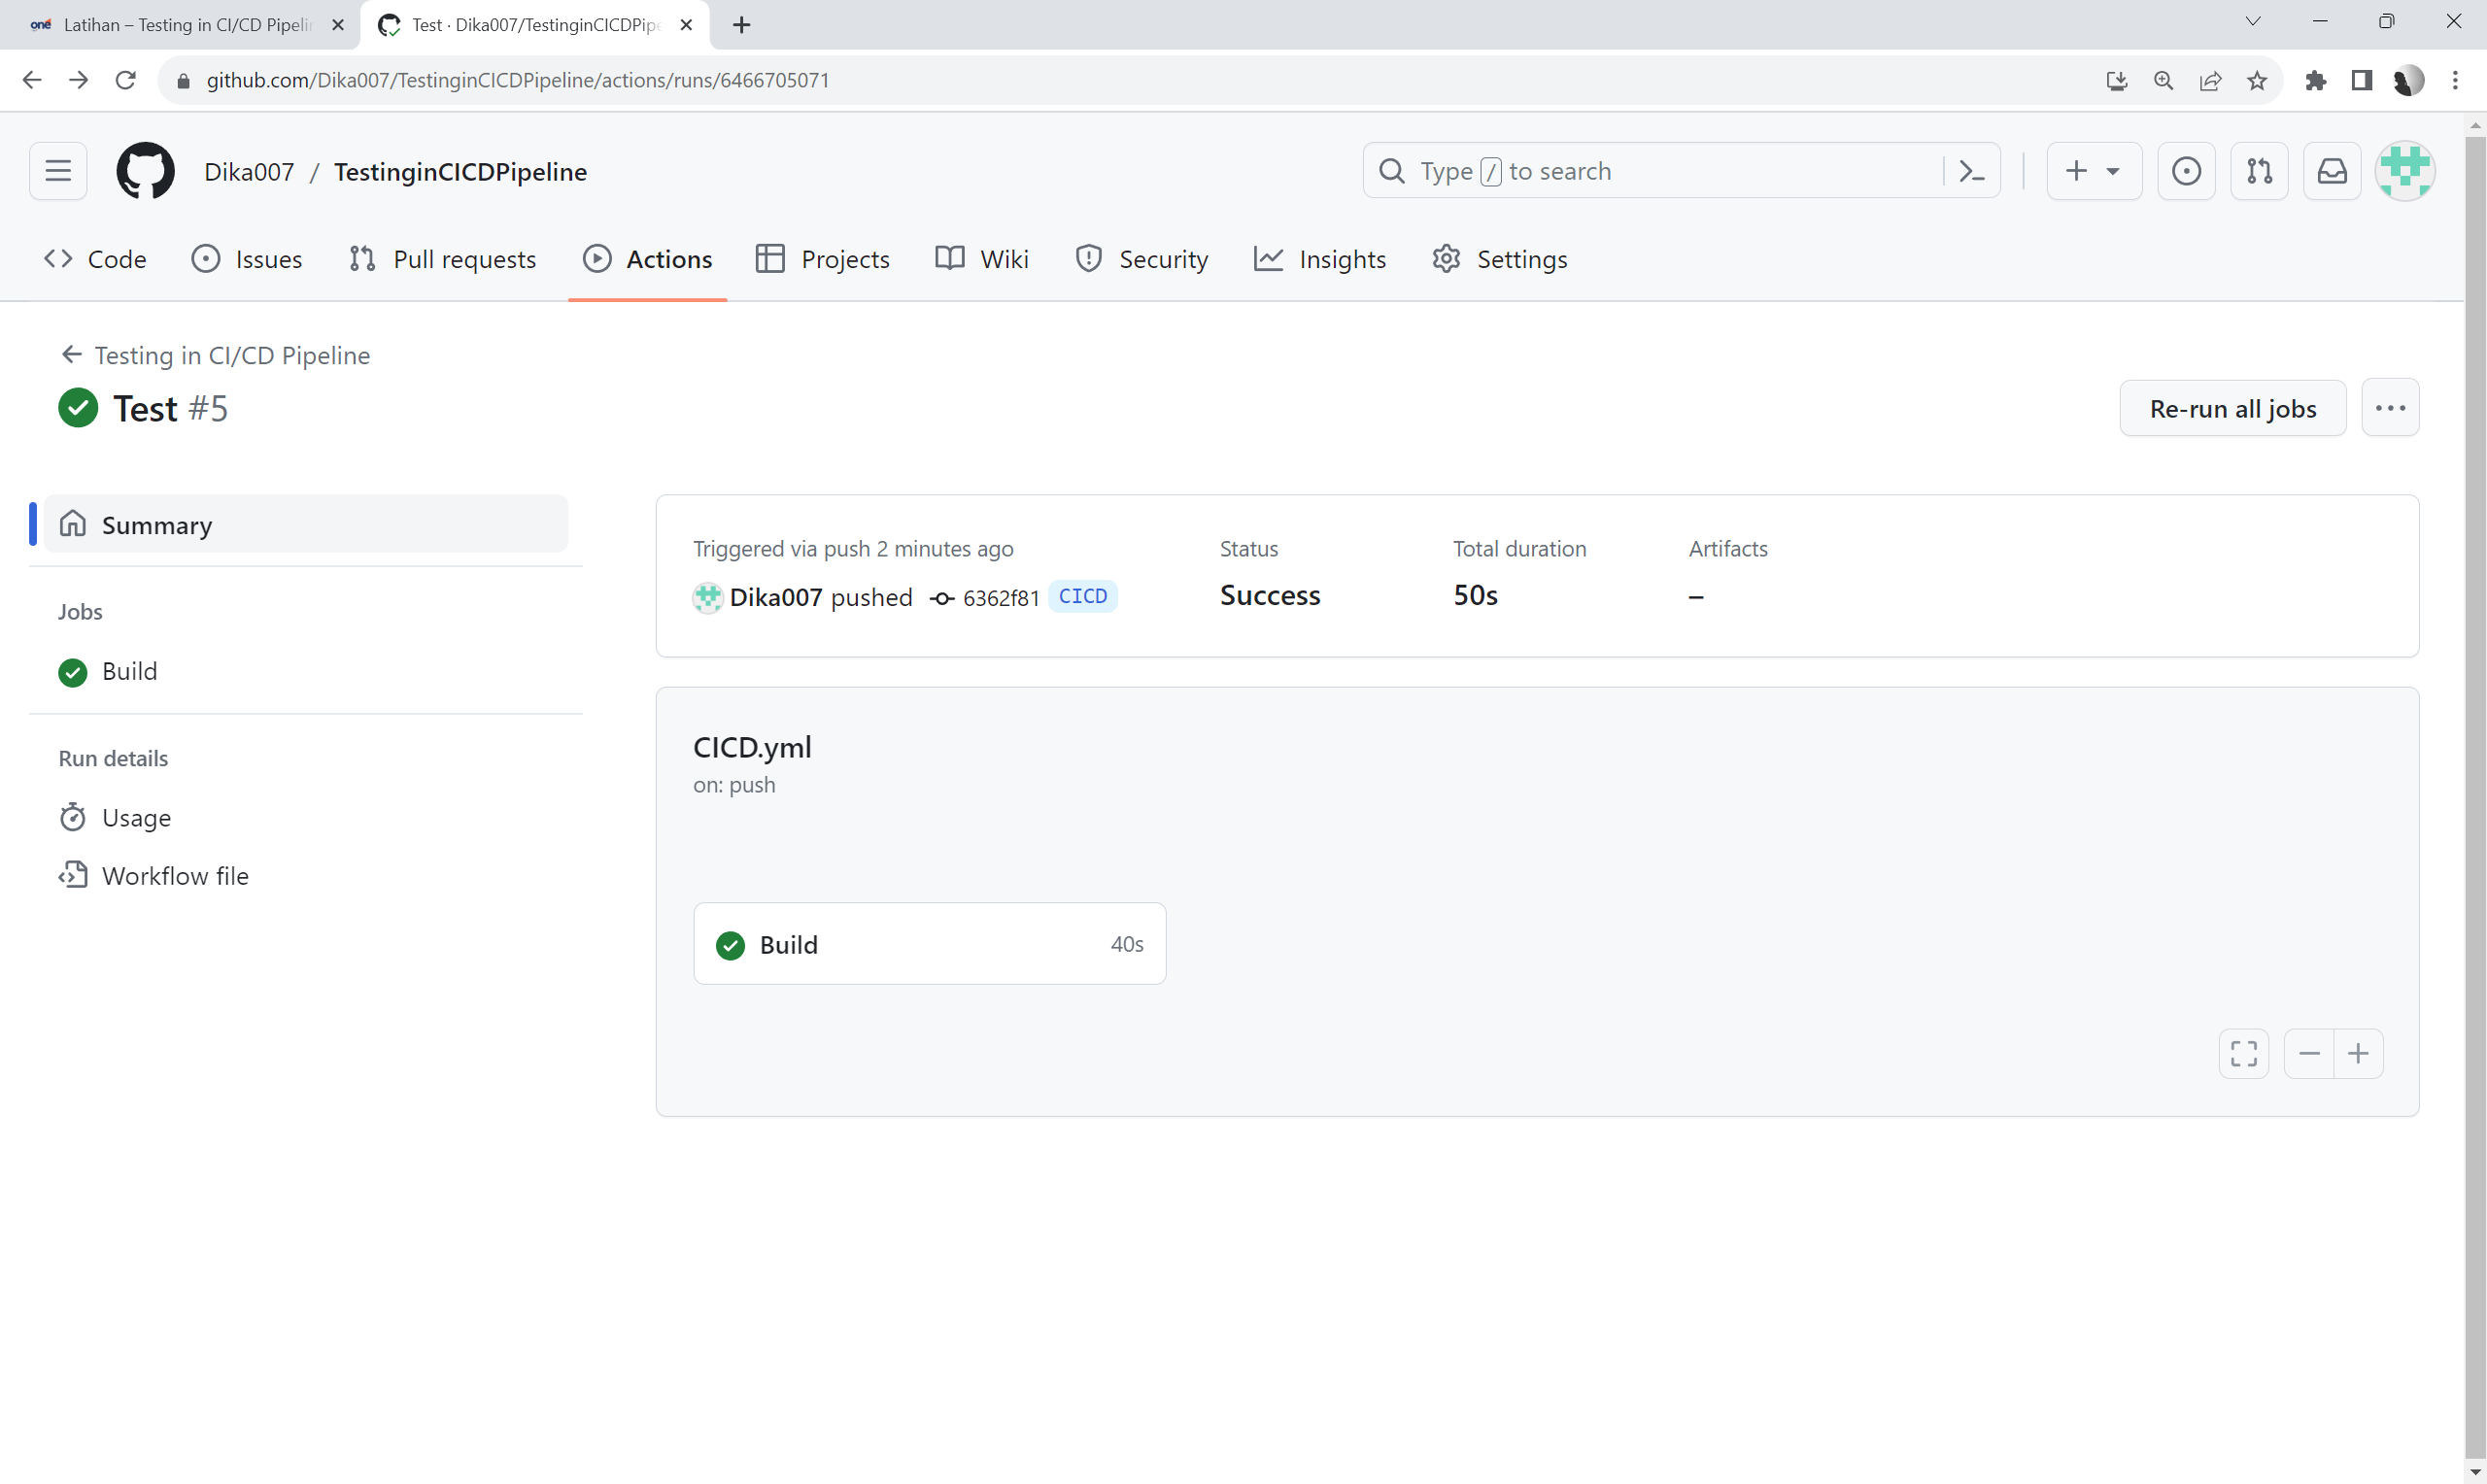 one Latihan – Testing in CI/CD Pipelin
Test · Dika007/TestinginCICDPipe
github.com/Dika007/TestinginCICDPipeline/actions/runs/6466705071
Dika007 / TestinginCICDPipeline
Type / to search
Code Issues Pull requests Actions Projects Wiki Security Insights Settings
Testing in CI/CD Pipeline
Test #5
Re-run all jobs
Summary
Jobs
Build
Run details
Usage
Workflow file
Triggered via push 2 minutes ago
Dika007 pushed 6362f81 CICD
Status
Success
Total duration
50s
Artifacts
–
CICD.yml
on: push
Build 40s